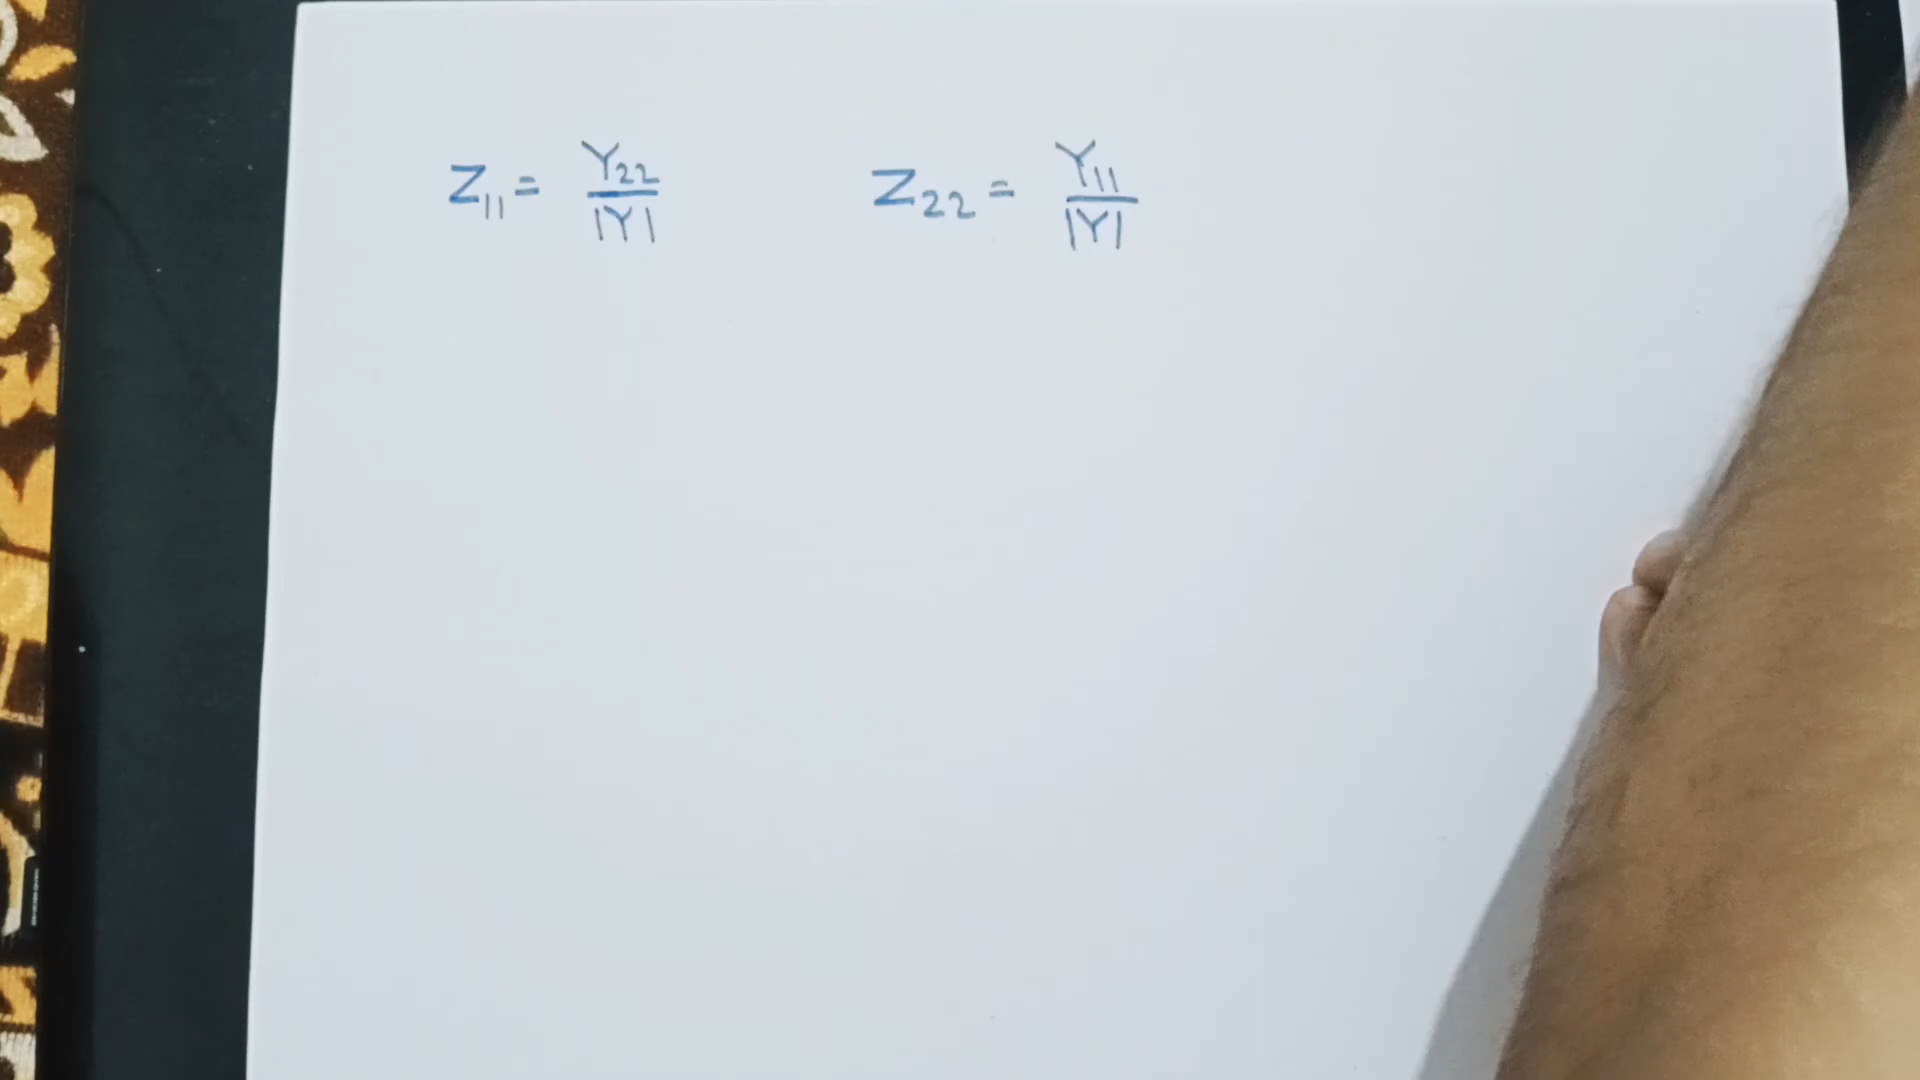 Z₁₁ = Y₂₂/|Y|  Z₂₂ = Y₁₁/|Y|